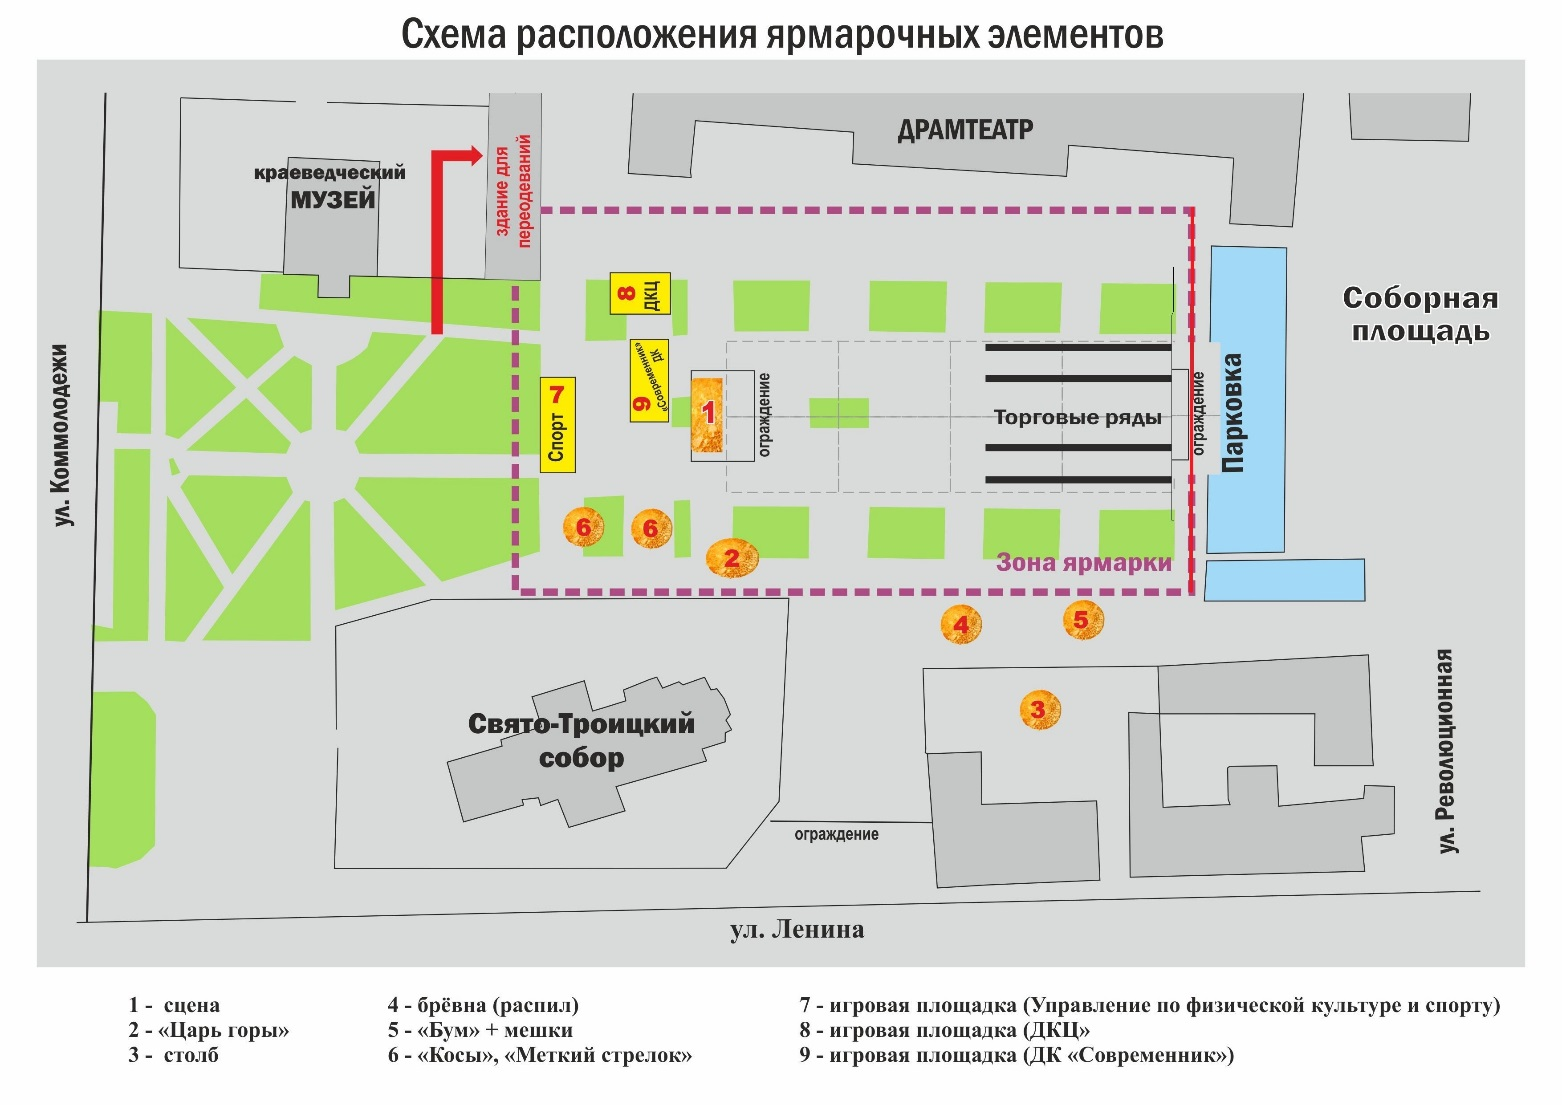 Схема расположения ярмарочных элементов
ДРАМТЕАТР
краеведческий
МУЗЕЙ
здание для
переодеваний
8
ДКЦ
9
ДК
«Современник»
7
Спорт
1
ограждение
Торговые ряды
ограждение
Парковка
Соборная
площадь
ул. Коммолодежи
6
6
2
Зона ярмарки
4
5
3
Свято-Троицкий
собор
ограждение
ул. Революционная
ул. Ленина
1 - сцена
2 - «Царь горы»
3 - столб
4 - брёвна (распил)
5 - «Бум» + мешки
6 - «Косы», «Меткий стрелок»
7 - игровая площадка (Управление по физической культуре и спорту)
8 - игровая площадка (ДКЦ»
9 - игровая площадка (ДК «Современник»)